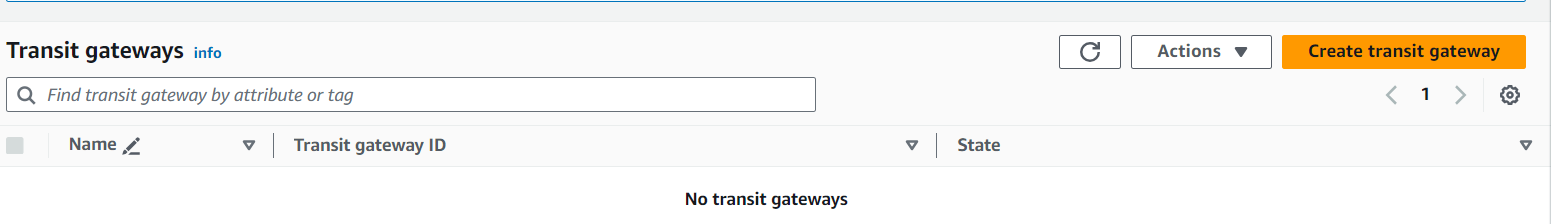 Transit gateways info
Actions
Create transit gateway
Find transit gateway by attribute or tag
1
Name Transit gateway ID State
No transit gateways